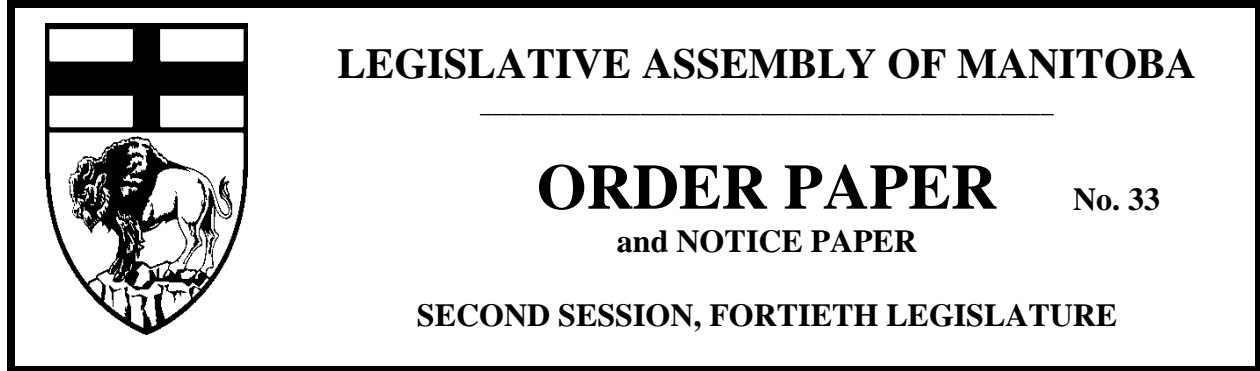 LEGISLATIVE ASSEMBLY OF MANITOBA
ORDER PAPER No. 33
and NOTICE PAPER
SECOND SESSION, FORTIETH LEGISLATURE